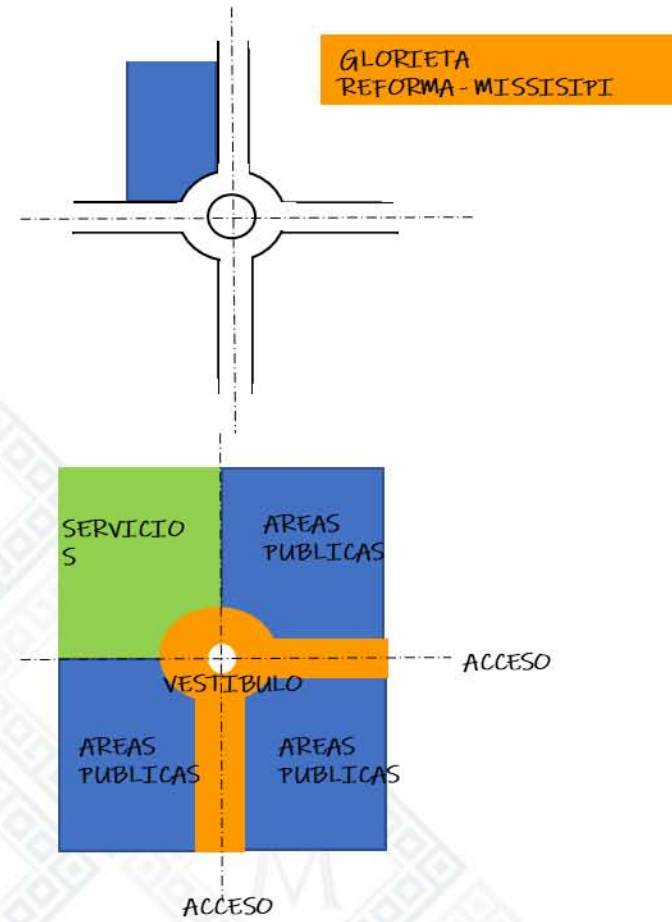 GLORIETA
REFORMA - MISSISIPI
SERVICIO
S
AREAS
PUBLICAS
ACCESO
VESTIBULO
AREAS
PUBLICAS
AREAS
PUBLICAS
ACCESO
M